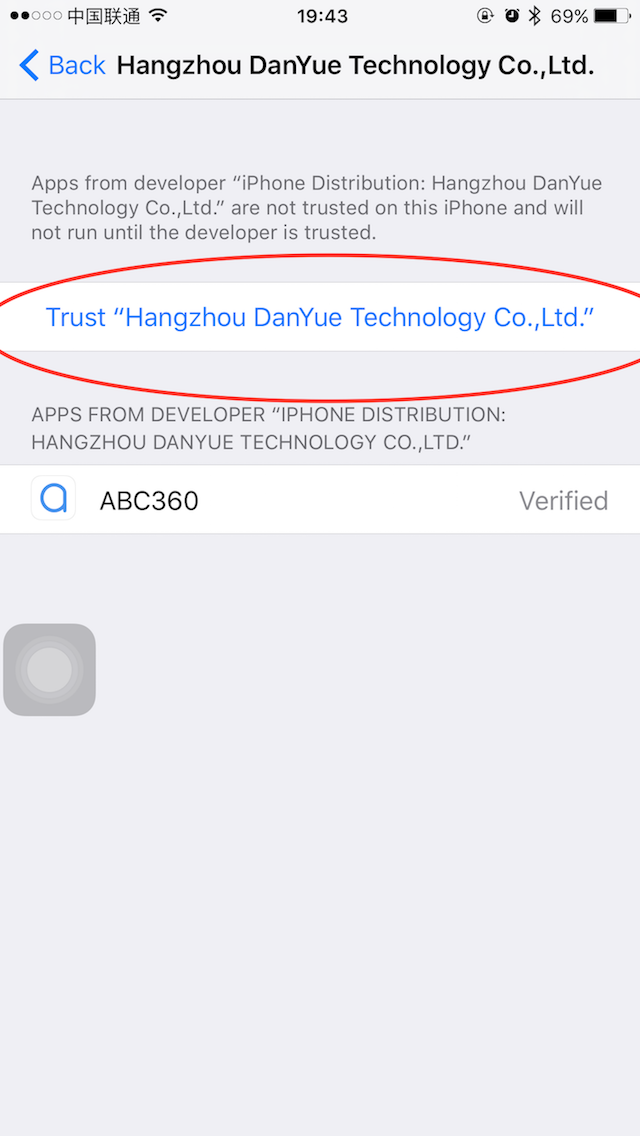 中国联通 19:43 69%
Back Hangzhou DanYue Technology Co.,Ltd.
Apps from developer “iPhone Distribution: Hangzhou DanYue
Technology Co.,Ltd.” are not trusted on this iPhone and will
not run until the developer is trusted.
Trust “Hangzhou DanYue Technology Co.,Ltd.”
APPS FROM DEVELOPER “IPHONE DISTRIBUTION:
HANGZHOU DANYUE TECHNOLOGY CO.,LTD.”
ABC360 Verified